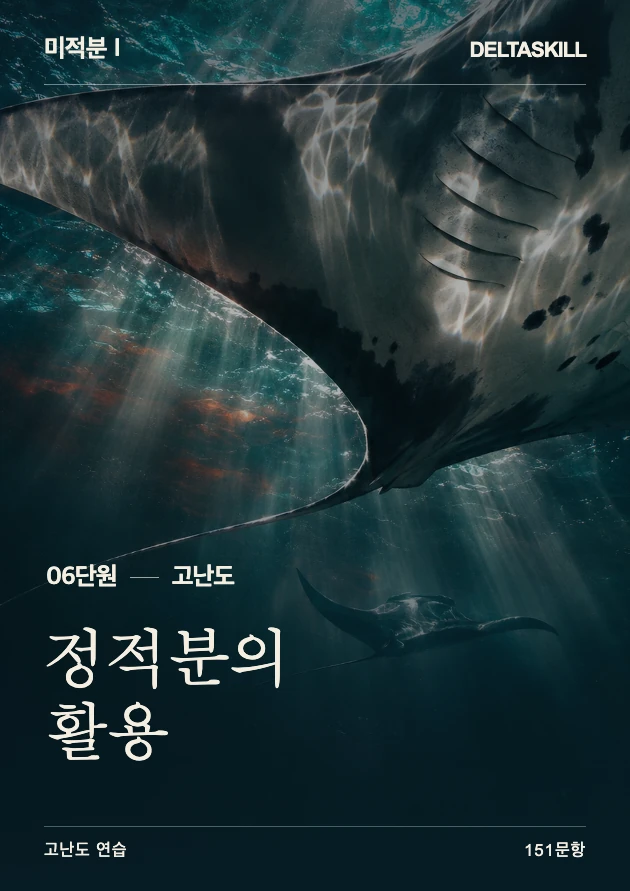 미적분 I
DELTASKILL
06단원 — 고난도
정적분의
활용
고난도 연습
151문항